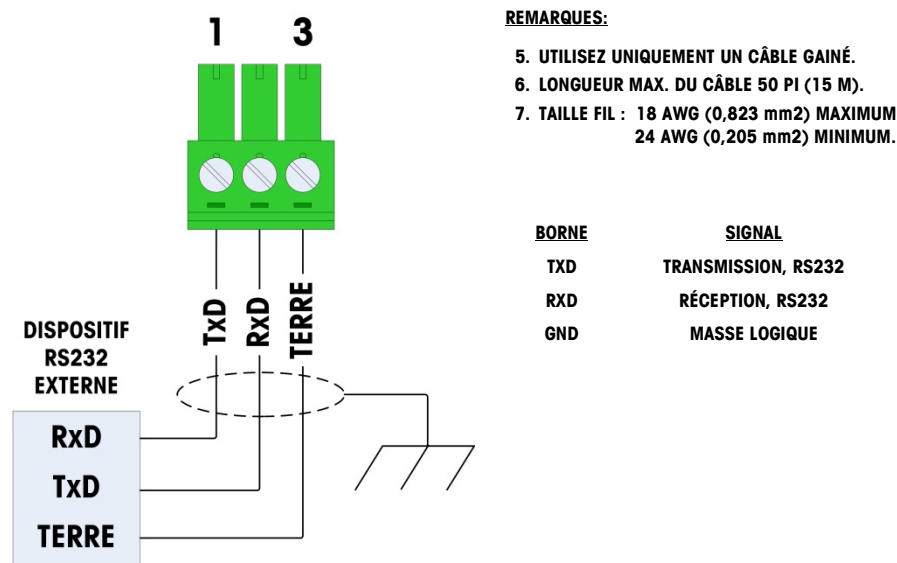 1 3
TxD
RxD
TERRE
DISPOSITIF
RS232
EXTERNE
RxD
TxD
TERRE
REMARQUES:
5. UTILISEZ UNIQUEMENT UN CÂBLE GAINÉ.
6. LONGUEUR MAX. DU CÂBLE 50 PI (15 M).
7. TAILLE FIL : 18 AWG (0,823 mm2) MAXIMUM
24 AWG (0,205 mm2) MINIMUM.
BORNE SIGNAL
TXD TRANSMISSION, RS232
RXD RÉCEPTION, RS232
GND MASSE LOGIQUE